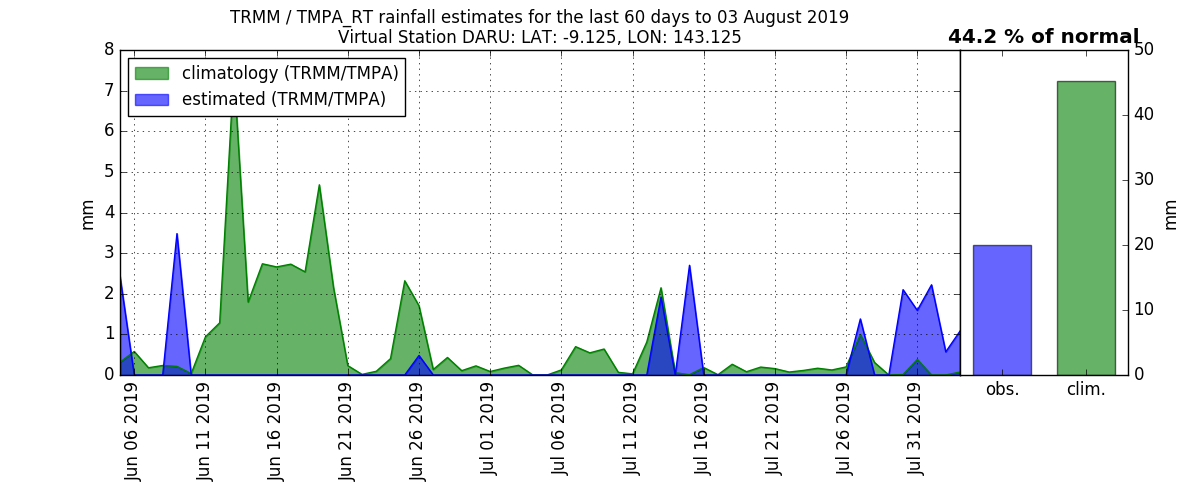 TRMM / TMPA_RT rainfall estimates for the last 60 days to 03 August 2019
Virtual Station DARU: LAT: -9.125, LON: 143.125
44.2 % of normal
climatology (TRMM/TMPA)
estimated (TRMM/TMPA)
8
7
6
5
4
3
2
1
0
mm
50
40
30
20
10
0
mm
Jun 06 2019
Jun 11 2019
Jun 16 2019
Jun 21 2019
Jun 26 2019
Jul 01 2019
Jul 06 2019
Jul 11 2019
Jul 16 2019
Jul 21 2019
Jul 26 2019
Jul 31 2019
obs.
clim.